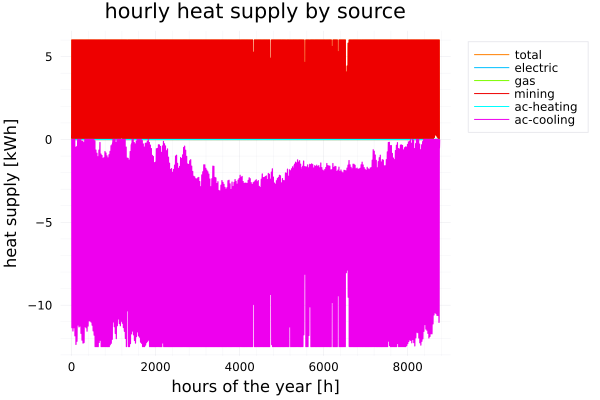 hourly heat supply by source
heat supply [kWh]
5
0
−5
−10
0 2000 4000 6000 8000
hours of the year [h]
total
electric
gas
mining
ac-heating
ac-cooling